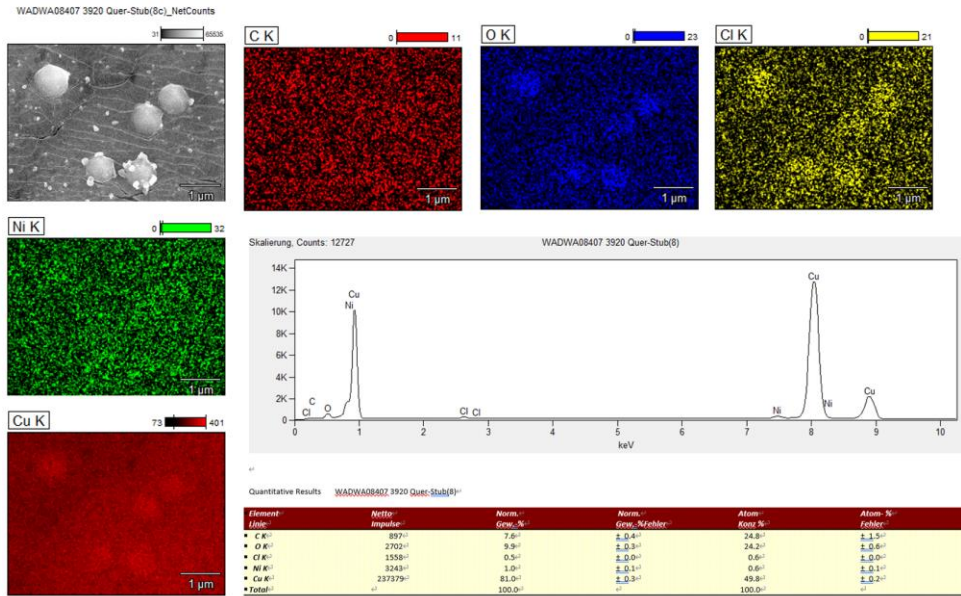 WADWA08407 3920 Quer-Stub(8c)_NetCounts
31 65535
1 µm
C K
0 11
1 µm
O K
0 23
1 µm
Cl K
0 21
1 µm
Ni K
0 32
1 µm
Cu K
73 401
1 µm
Skalierung, Counts: 12727 WADWA08407 3920 Quer-Stub(8)
14K
12K
10K
8K
6K
4K
2K
0
Cl C O Ni Cu Cl Cl Ni Cu Ni Cu
0 1 2 3 4 5 6 7 8 9 10
keV
Quantitative Results WADWA08407 3920 Quer-Stub(8)
Element Netto Norm. Norm. Atom Atom- %
Linie Impulse Gew.-% Gew.-%Fehler Konz % Fehler
C K 897 7.6 ± 0.4 24.8 ± 1.5
O K 2702 9.9 ± 0.3 24.2 ± 0.6
Cl K 1558 0.5 ± 0.0 0.6 ± 0.0
Ni K 3243 1.0 ± 0.1 0.6 ± 0.1
Cu K 237379 81.0 ± 0.3 49.8 ± 0.2
Total 100.0 100.0